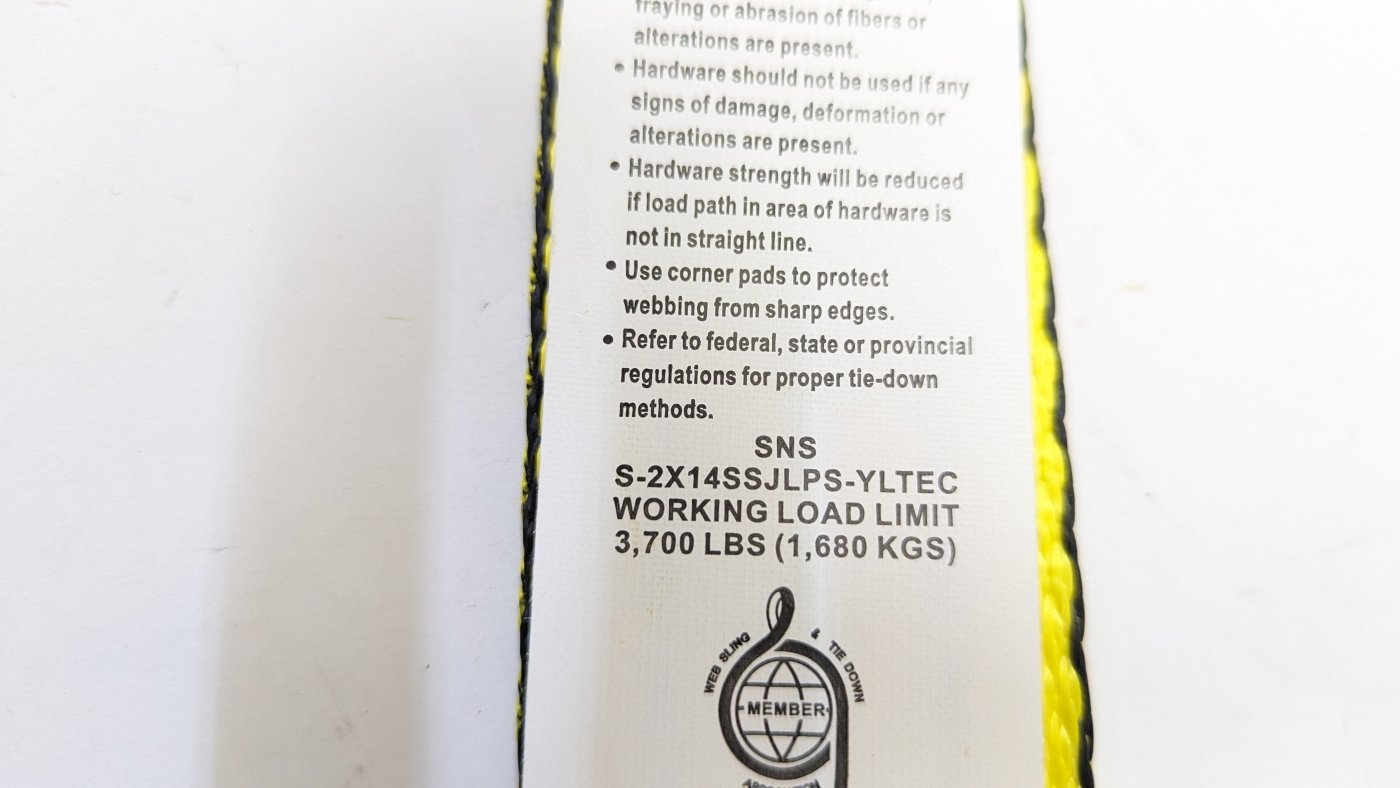 fraying or abrasion of fibers or
alterations are present.
• Hardware should not be used if any
signs of damage, deformation or
alterations are present.
• Hardware strength will be reduced
if load path in area of hardware is
not in straight line.
• Use corner pads to protect
webbing from sharp edges.
• Refer to federal, state or provincial
regulations for proper tie-down
methods.
SNS
S-2X14SSJLPS-YLTEC
WORKING LOAD LIMIT
3,700 LBS (1,680 KGS)
WEB SLING & TIE DOWN
MEMBER